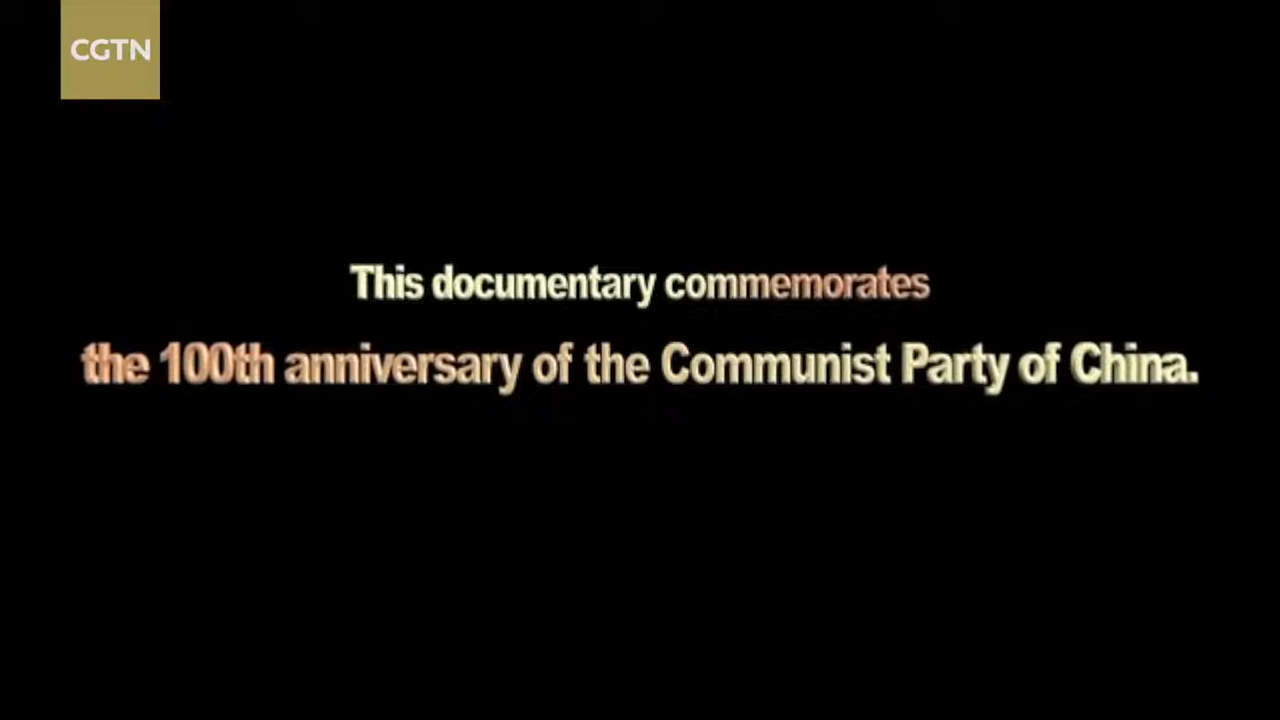 CGTN
This documentary commemorates
the 100th anniversary of the Communist Party of China.